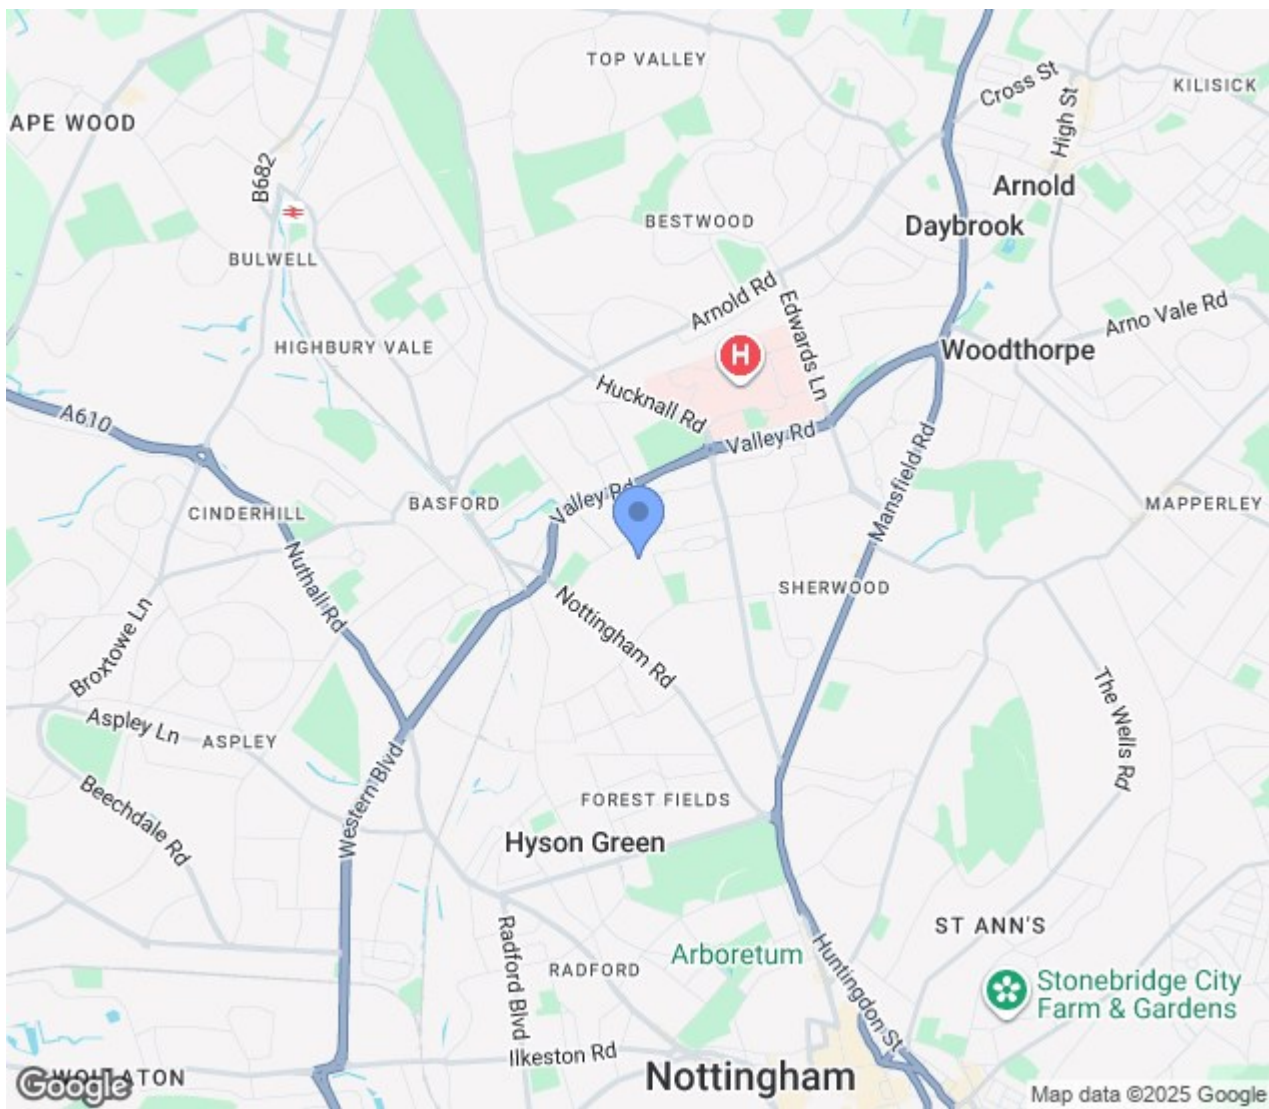 TOP VALLEY
Cross St
KILISICK
High St
APE WOOD
B682
Arnold
BESTWOOD
Daybrook
BULWELL
Arnold Rd
Edwards Ln
Arno Vale Rd
HIGHBURY VALE
H
Woodthorpe
Hucknall Rd
A610
Valley Rd
Mansfield Rd
Valley Rd
BASFORD
CINDERHILL
MAPPERLEY
Nuthall Rd
SHERWOOD
Nottingham Rd
Broxtowe Ln
The Wells Rd
Aspley Ln
ASPLEY
Western Blvd
Beechdale Rd
FOREST FIELDS
Hyson Green
ST ANN'S
Radford Blvd
Arboretum
Huntingdon St
RADFORD
Stonebridge City
Farm & Gardens
Ilkeston Rd
Nottingham
WOLLATON
Google
Map data ©2025 Google